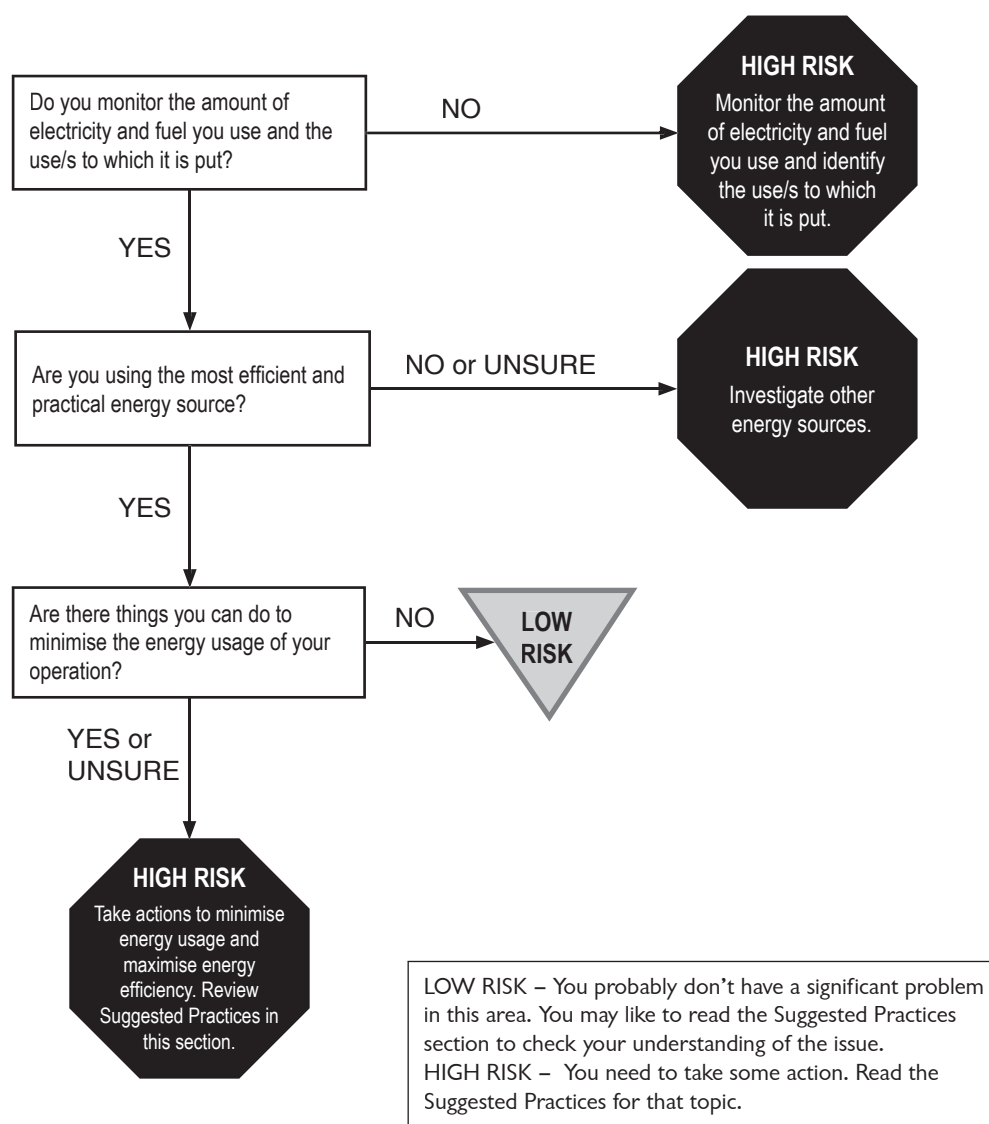 Do you monitor the amount of
electricity and fuel you use and the
use/s to which it is put?
NO
HIGH RISK
Monitor the amount
of electricity and fuel
you use and identify
the use/s to which
it is put.
YES
Are you using the most efficient and
practical energy source?
NO or UNSURE
HIGH RISK
Investigate other
energy sources.
YES
Are there things you can do to
minimise the energy usage of your
operation?
NO
LOW
RISK
YES or
UNSURE
HIGH RISK
Take actions to minimise
energy usage and
maximise energy
efficiency. Review
Suggested Practices in
this section.
LOW RISK – You probably don't have a significant problem
in this area. You may like to read the Suggested Practices
section to check your understanding of the issue.
HIGH RISK – You need to take some action. Read the
Suggested Practices for that topic.